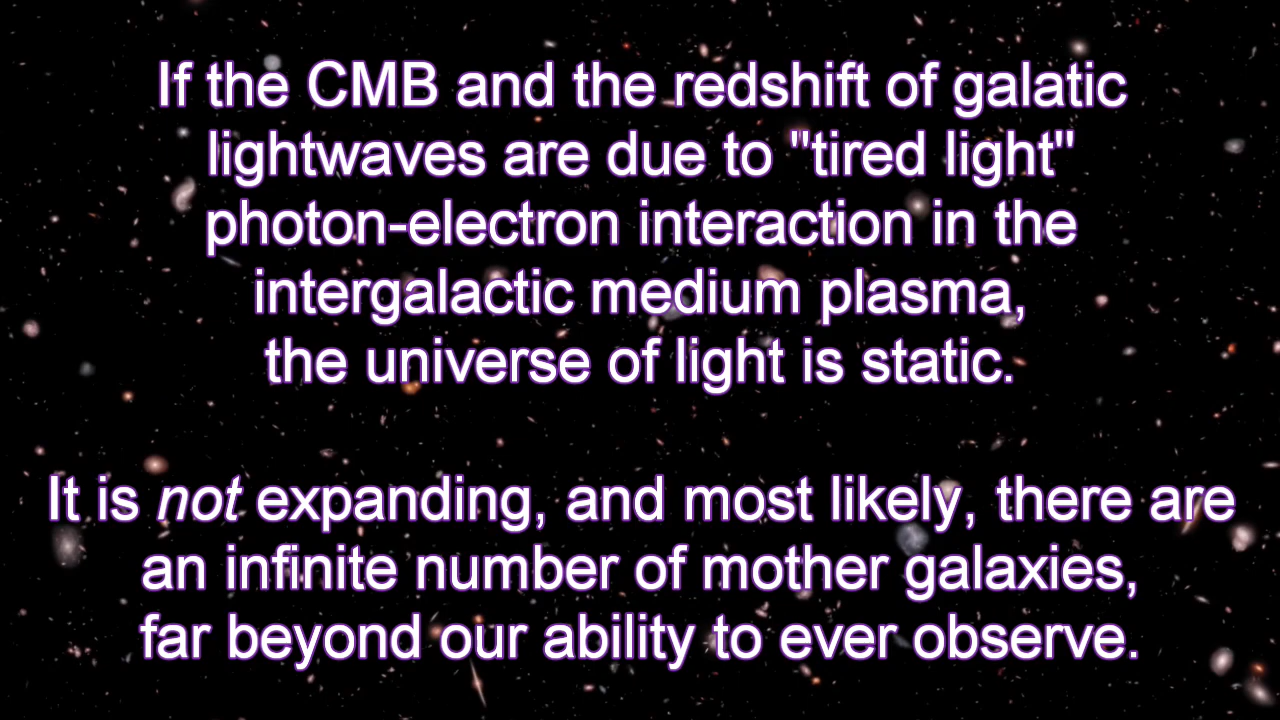 If the CMB and the redshift of galatic
lightwaves are due to "tired light"
photon-electron interaction in the
intergalactic medium plasma,
the universe of light is static.
It is not expanding, and most likely, there are
an infinite number of mother galaxies,
far beyond our ability to ever observe.